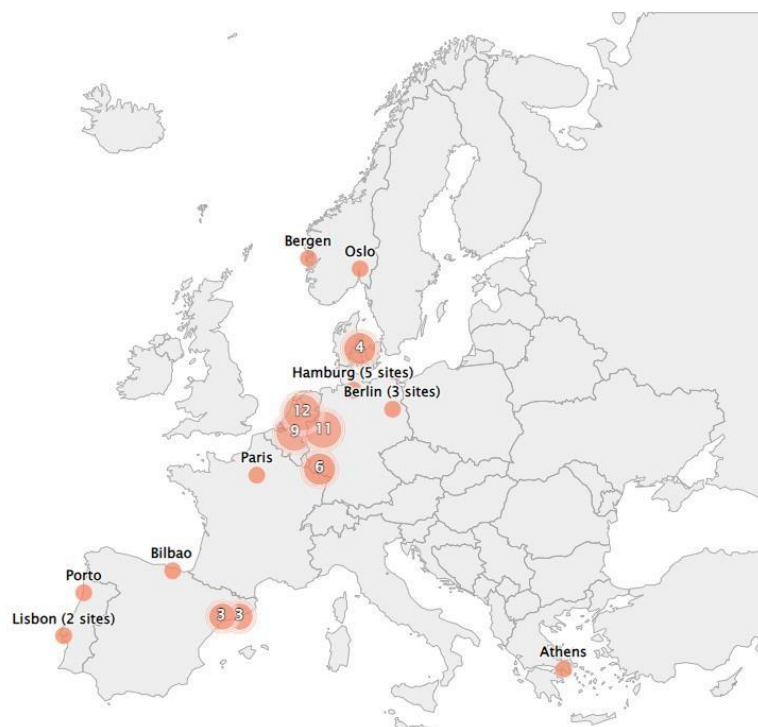 Bergen
Oslo
4
Hamburg (5 sites)
Berlin (3 sites)
12
9
11
Paris
6
Bilbao
Porto
Lisbon (2 sites)
3
3
Athens